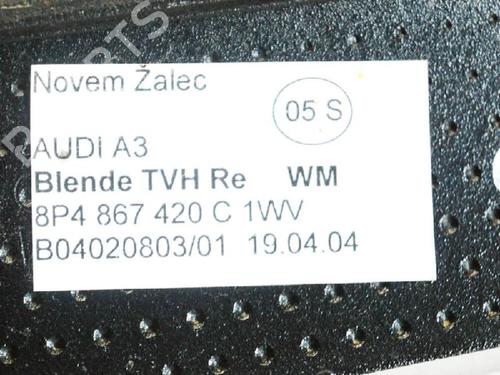 Novem Žalec
05 S
AUDI A3
Blende TVH Re WM
8P4 867 420 C 1WV
B04020803/01 19.04.04